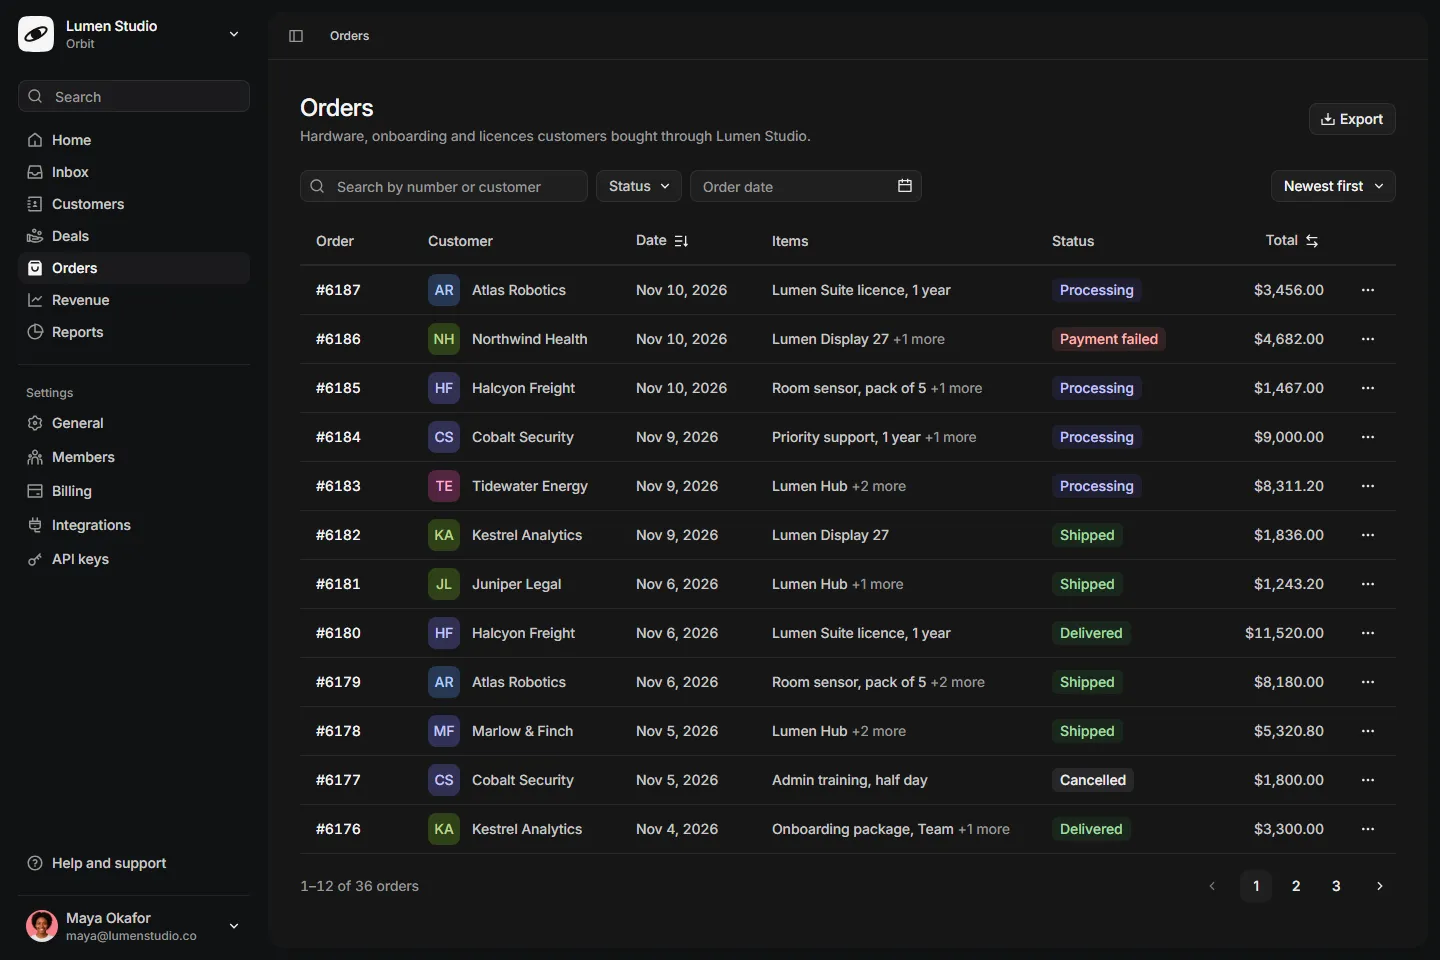 Lumen Studio
Orbit
Search
Home
Inbox
Customers
Deals
Orders
Revenue
Reports
Settings
General
Members
Billing
Integrations
API keys
Help and support
Maya Okafor
maya@lumenstudio.co
Orders
Orders
Hardware, onboarding and licences customers bought through Lumen Studio.
Export
Search by number or customer Status Order date Newest first
Order Customer Date Items Status Total
#6187 AR Atlas Robotics Nov 10, 2026 Lumen Suite licence, 1 year Processing $3,456.00
#6186 NH Northwind Health Nov 10, 2026 Lumen Display 27 +1 more Payment failed $4,682.00
#6185 HF Halcyon Freight Nov 10, 2026 Room sensor, pack of 5 +1 more Processing $1,467.00
#6184 CS Cobalt Security Nov 9, 2026 Priority support, 1 year +1 more Processing $9,000.00
#6183 TE Tidewater Energy Nov 9, 2026 Lumen Hub +2 more Processing $8,311.20
#6182 KA Kestrel Analytics Nov 9, 2026 Lumen Display 27 Shipped $1,836.00
#6181 JL Juniper Legal Nov 6, 2026 Lumen Hub +1 more Shipped $1,243.20
#6180 HF Halcyon Freight Nov 6, 2026 Lumen Suite licence, 1 year Delivered $11,520.00
#6179 AR Atlas Robotics Nov 6, 2026 Room sensor, pack of 5 +2 more Shipped $8,180.00
#6178 MF Marlow & Finch Nov 5, 2026 Lumen Hub +2 more Shipped $5,320.80
#6177 CS Cobalt Security Nov 5, 2026 Admin training, half day Cancelled $1,800.00
#6176 KA Kestrel Analytics Nov 4, 2026 Onboarding package, Team +1 more Delivered $3,300.00
1–12 of 36 orders 1 2 3